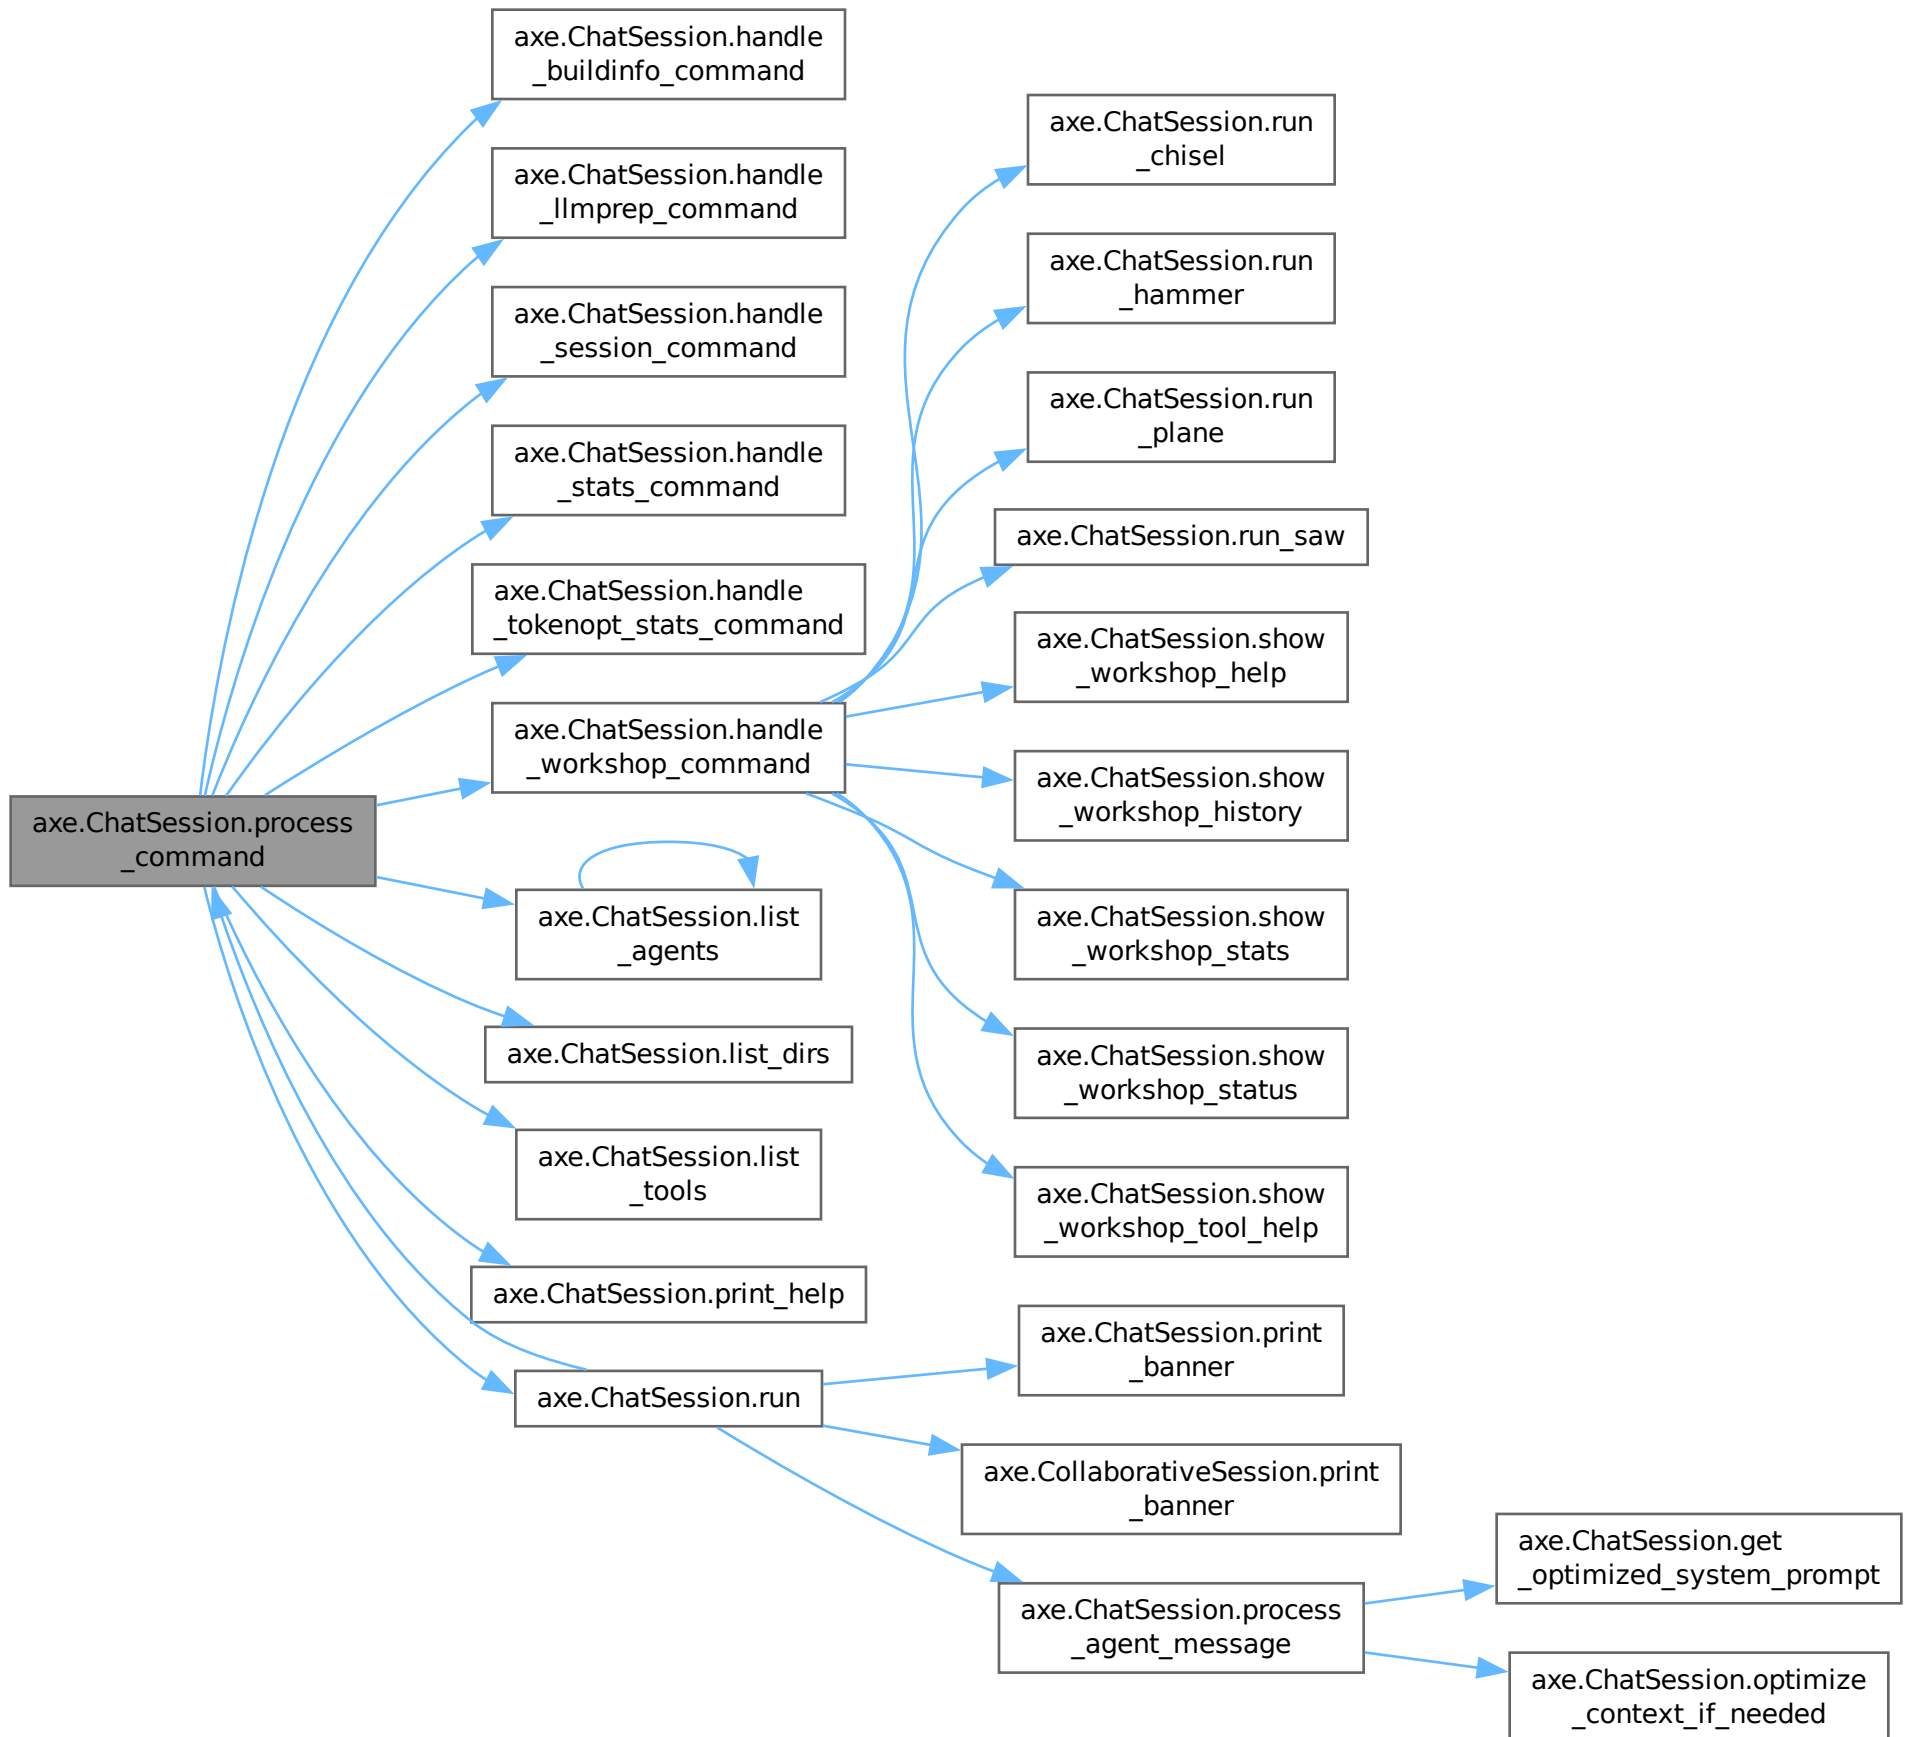 axe.ChatSession.process
_command
axe.ChatSession.handle
_buildinfo_command
axe.ChatSession.handle
_llmprep_command
axe.ChatSession.handle
_session_command
axe.ChatSession.handle
_stats_command
axe.ChatSession.handle
_tokenopt_stats_command
axe.ChatSession.handle
_workshop_command
axe.ChatSession.list
_agents
axe.ChatSession.list_dirs
axe.ChatSession.list
_tools
axe.ChatSession.print_help
axe.ChatSession.run
axe.ChatSession.run
_chisel
axe.ChatSession.run
_hammer
axe.ChatSession.run
_plane
axe.ChatSession.run_saw
axe.ChatSession.show
_workshop_help
axe.ChatSession.show
_workshop_history
axe.ChatSession.show
_workshop_stats
axe.ChatSession.show
_workshop_status
axe.ChatSession.show
_workshop_tool_help
axe.ChatSession.print
_banner
axe.CollaborativeSession.print
_banner
axe.ChatSession.process
_agent_message
axe.ChatSession.get
_optimized_system_prompt
axe.ChatSession.optimize
_context_if_needed